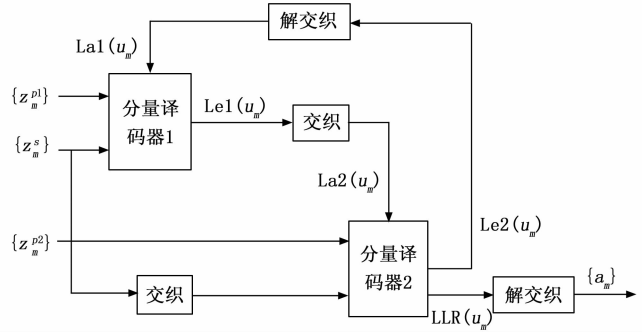 解交织
La1(u_m)
{z_m^{p1}}
分量译
码器1
Le1(u_m)
交织
{z_m^s}
La2(u_m)
{z_m^{p2}}
分量译
码器2
Le2(u_m)
交织
LLR(u_m)
解交织
{a_m}